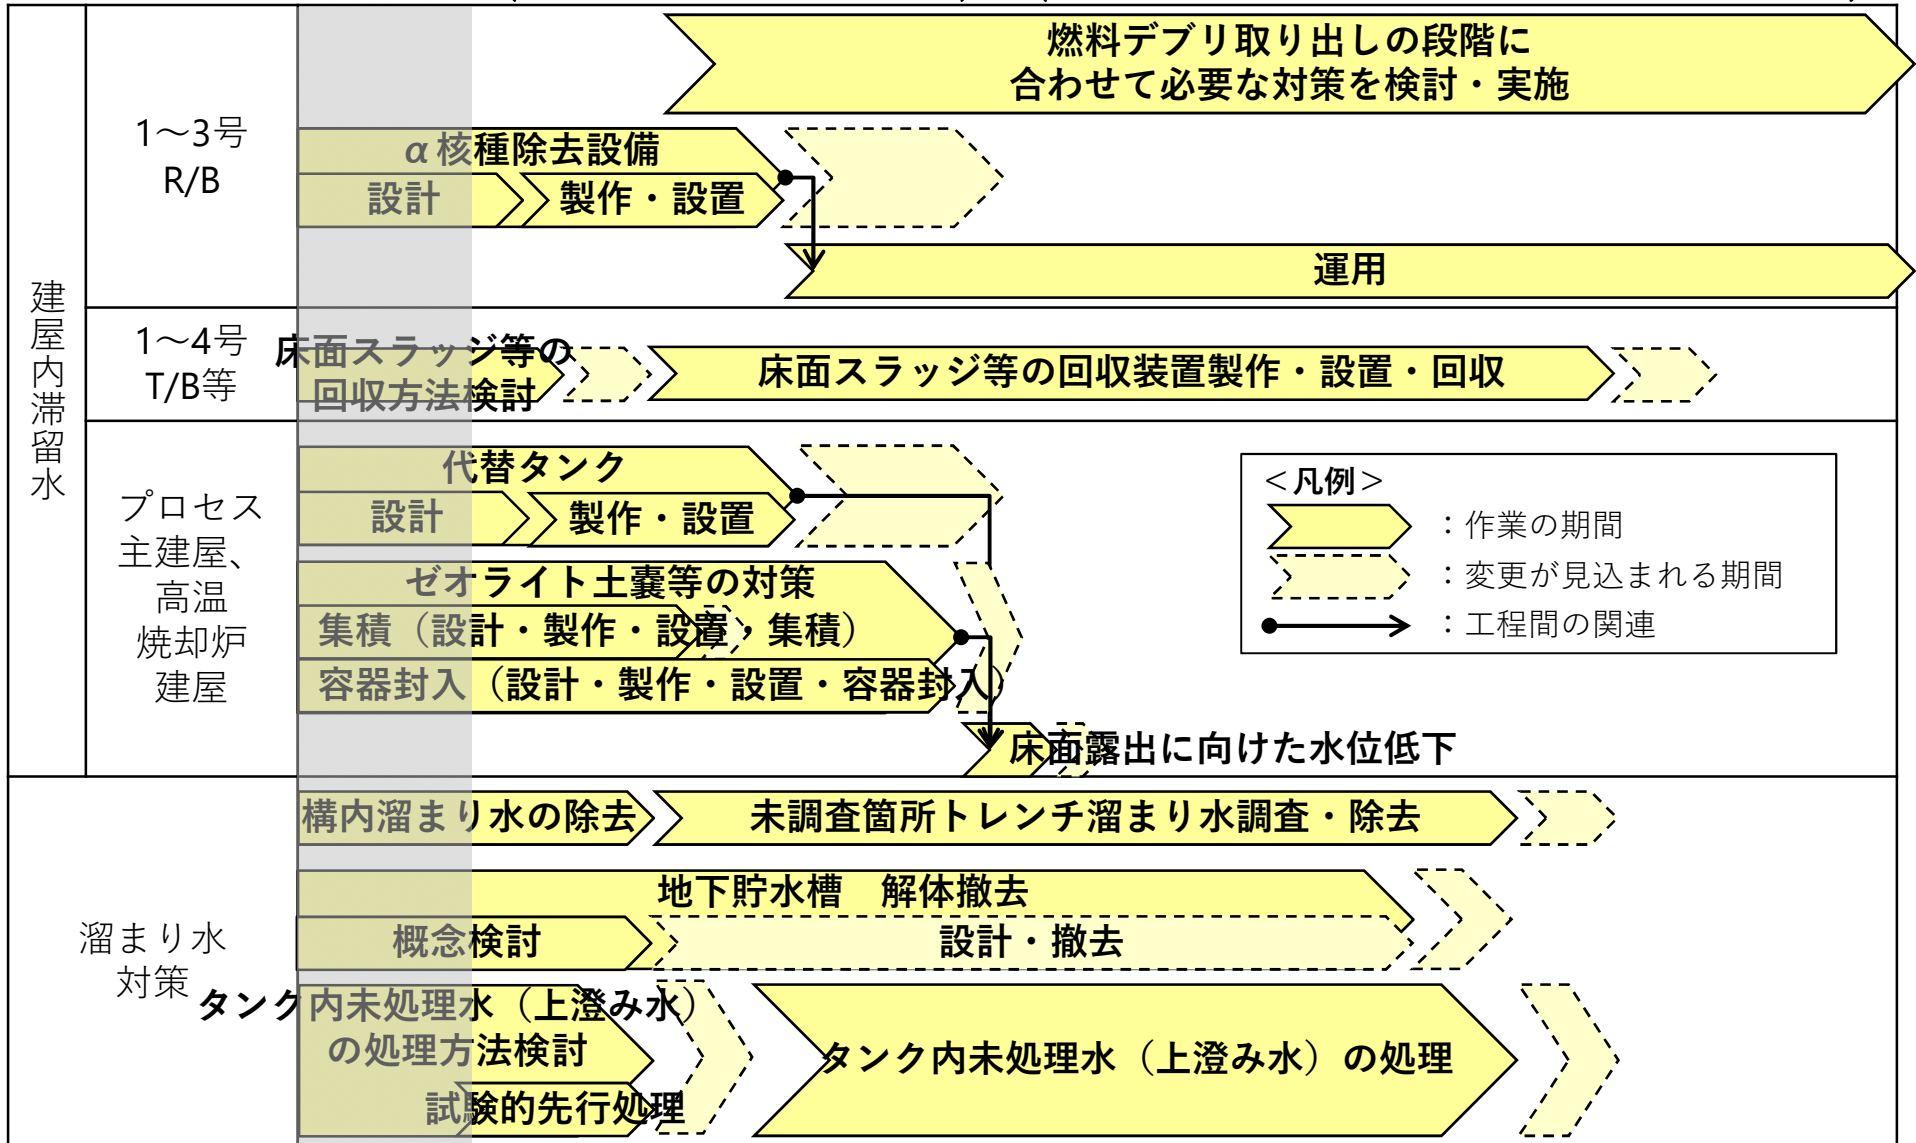 燃料デブリ取り出しの段階に
合わせて必要な対策を検討・実施
1～3号
R/B
α核種除去設備
設計
製作・設置
運用
建屋内滞留水
1～4号
T/B等
床面スラッジ等の
回収方法検討
床面スラッジ等の回収装置製作・設置・回収
プロセス
主建屋、
高温
焼却炉
建屋
代替タンク
設計
製作・設置
ゼオライト土嚢等の対策
集積（設計・製作・設置・集積）
容器封入（設計・製作・設置・容器封入）
床面露出に向けた水位低下
＜凡例＞
：作業の期間
：変更が見込まれる期間
：工程間の関連
溜まり水
対策
構内溜まり水の除去
未調査箇所トレンチ溜まり水調査・除去
地下貯水槽　解体撤去
概念検討
設計・撤去
タンク内未処理水（上澄み水）
の処理方法検討
試験的先行処理
タンク内未処理水（上澄み水）の処理